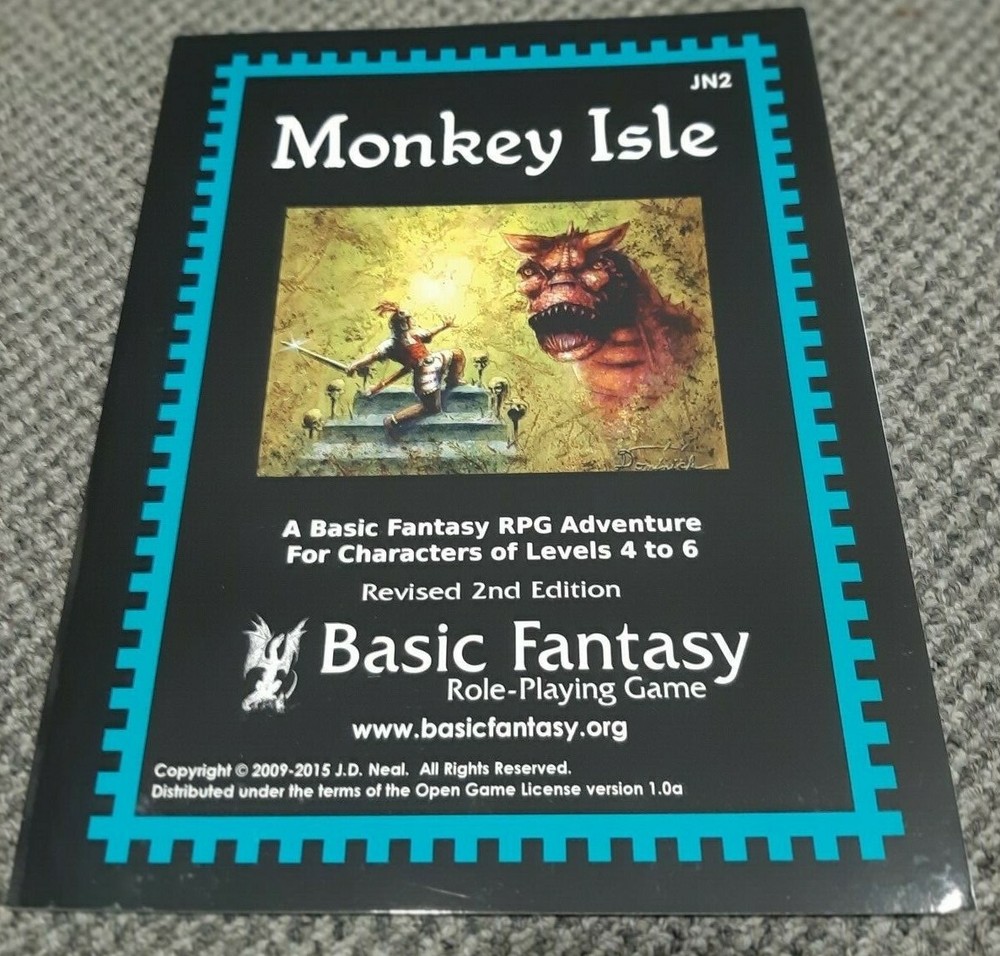 JN2
Monkey Isle
A Basic Fantasy RPG Adventure
For Characters of Levels 4 to 6
Revised 2nd Edition
Basic Fantasy
Role-Playing Game
www.basicfantasy.org
Copyright © 2009-2015 J.D. Neal. All Rights Reserved.
Distributed under the terms of the Open Game License version 1.0a